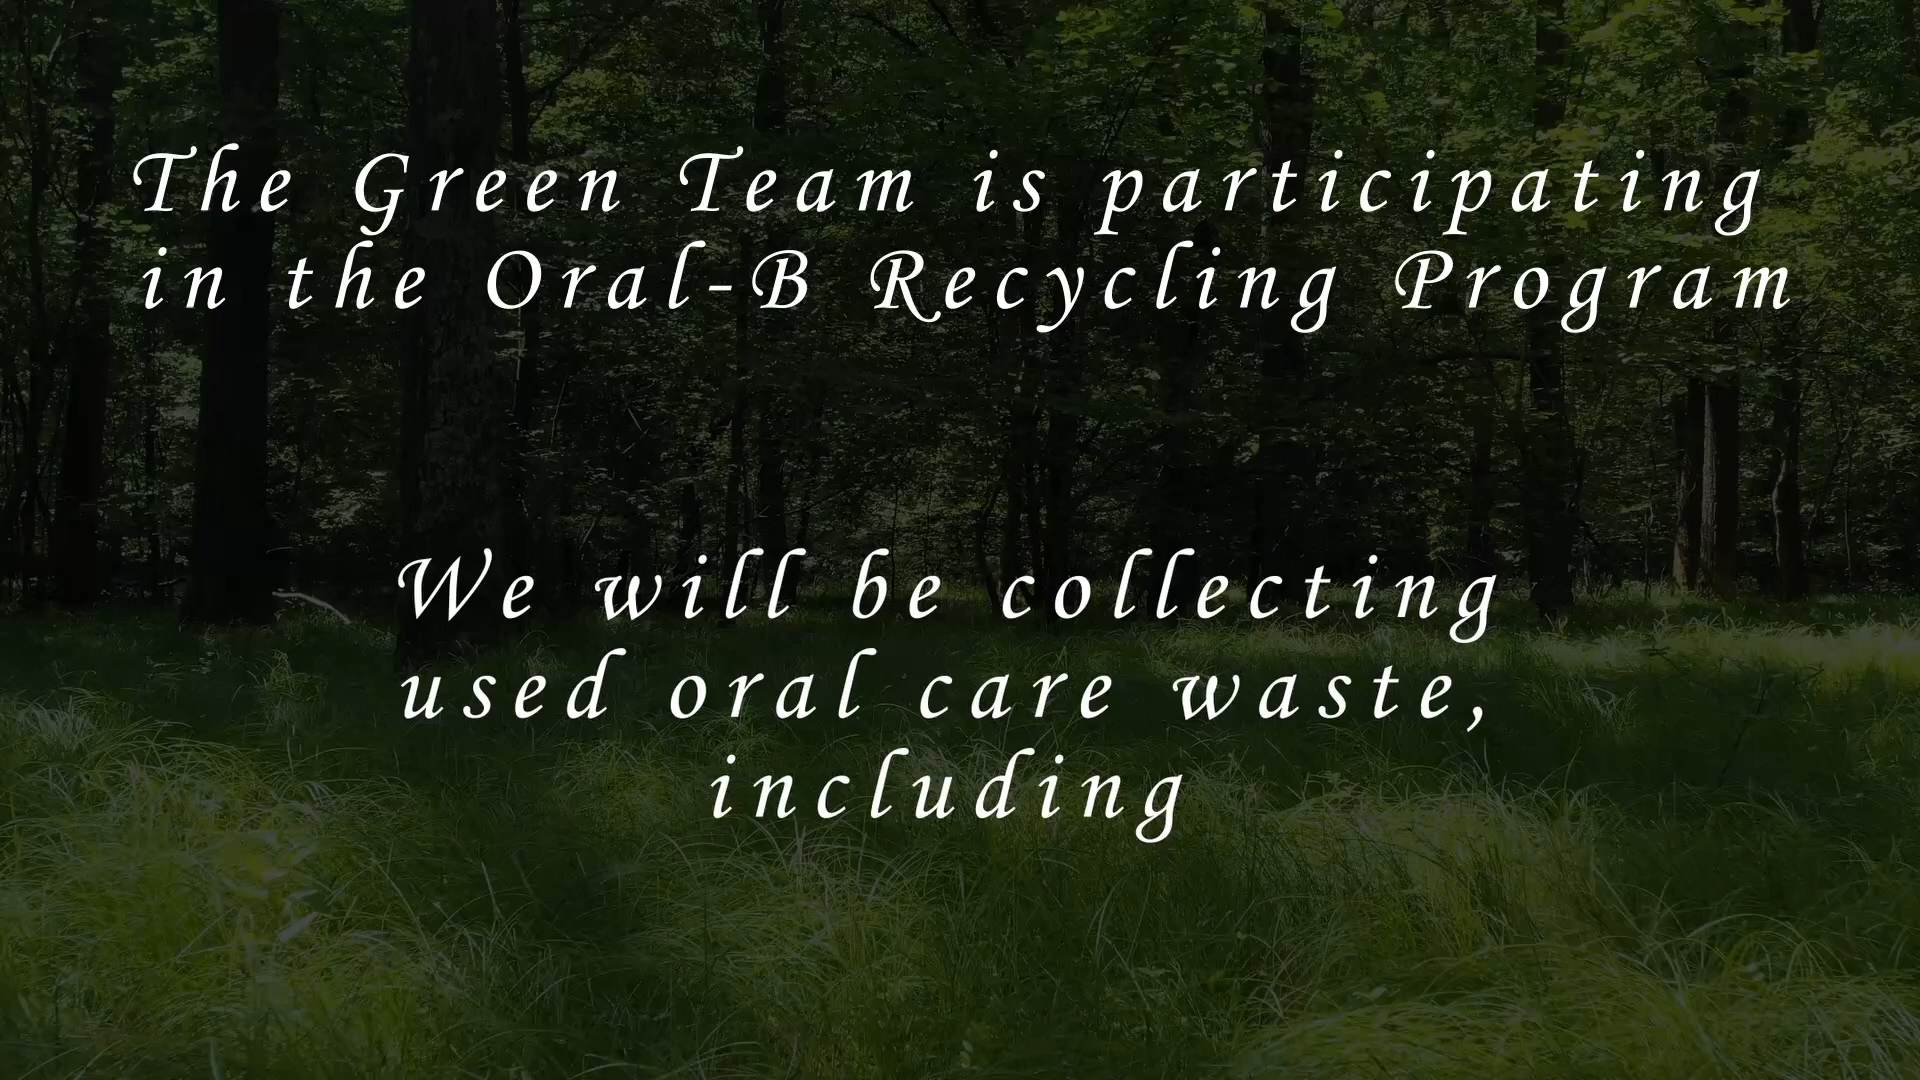 The Green Team is participating
in the Oral-B Recycling Program
We will be collecting
used oral care waste,
including